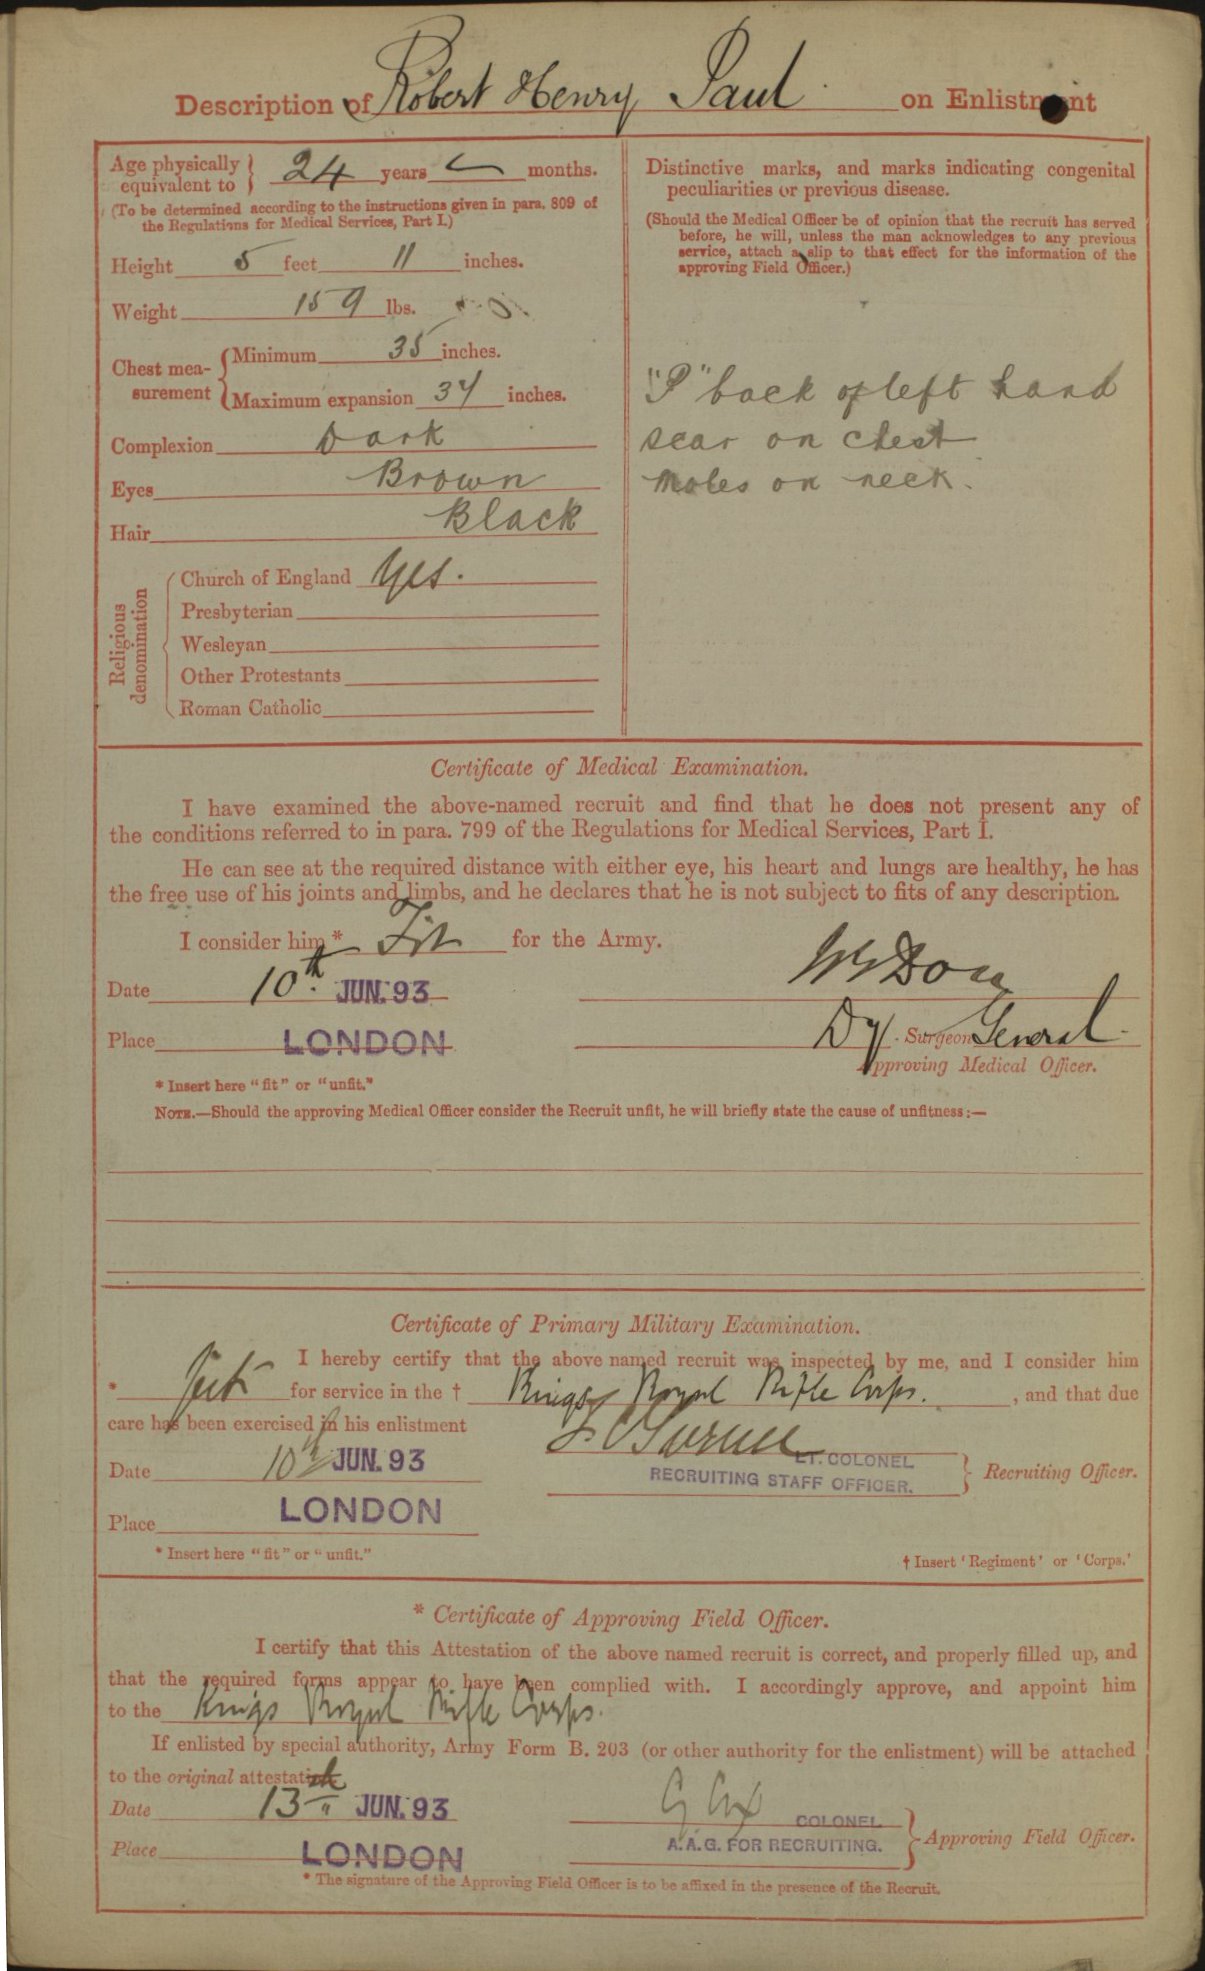 Description of Robert Henry Paul on Enlistment
Age physically equivalent to 24 years - months.
(To be determined according to the instructions given in para. 809 of
the Regulations for Medical Services, Part I.)
Height 5 feet 11 inches.
Weight 159 lbs.
Chest measurement
Minimum 35 inches.
Maximum expansion 37 inches.
Complexion Dark
Eyes Brown
Hair Black
Religious denomination
Church of England Yes.
Presbyterian
Wesleyan
Other Protestants
Roman Catholic
Distinctive marks, and marks indicating congenital
peculiarities or previous disease.
(Should the Medical Officer be of opinion that the recruit has served
before, he will, unless the man acknowledges to any previous
service, attach a slip to that effect for the information of the
approving Field Officer.)
"P" back of left hand
scar on chest
moles on neck.
Certificate of Medical Examination.
I have examined the above-named recruit and find that he does not present any of
the conditions referred to in para. 799 of the Regulations for Medical Services, Part I.
He can see at the required distance with either eye, his heart and lungs are healthy, he has
the free use of his joints and limbs, and he declares that he is not subject to fits of any description.
I consider him * Fit for the Army.
Date 10th JUN. 93
Place LONDON
Dy. Surgeon General
Approving Medical Officer.
* Insert here "fit" or "unfit."
NOTE.—Should the approving Medical Officer consider the Recruit unfit, he will briefly state the cause of unfitness:—
Certificate of Primary Military Examination.
I hereby certify that the above named recruit was inspected by me, and I consider him
* fit for service in the † Kings Royal Rifle Corps. , and that due
care has been exercised in his enlistment
Date 10th JUN. 93
LT. COLONEL
RECRUITING STAFF OFFICER.
Recruiting Officer.
Place LONDON
* Insert here "fit" or "unfit."
† Insert 'Regiment' or 'Corps.'
* Certificate of Approving Field Officer.
I certify that this Attestation of the above named recruit is correct, and properly filled up, and
that the required forms appear to have been complied with. I accordingly approve, and appoint him
to the Kings Royal Rifle Corps.
If enlisted by special authority, Army Form B. 203 (or other authority for the enlistment) will be attached
to the original attestation
Date 13th JUN. 93
COLONEL
A.A.G. FOR RECRUITING.
Approving Field Officer.
Place LONDON
* The signature of the Approving Field Officer is to be affixed in the presence of the Recruit.